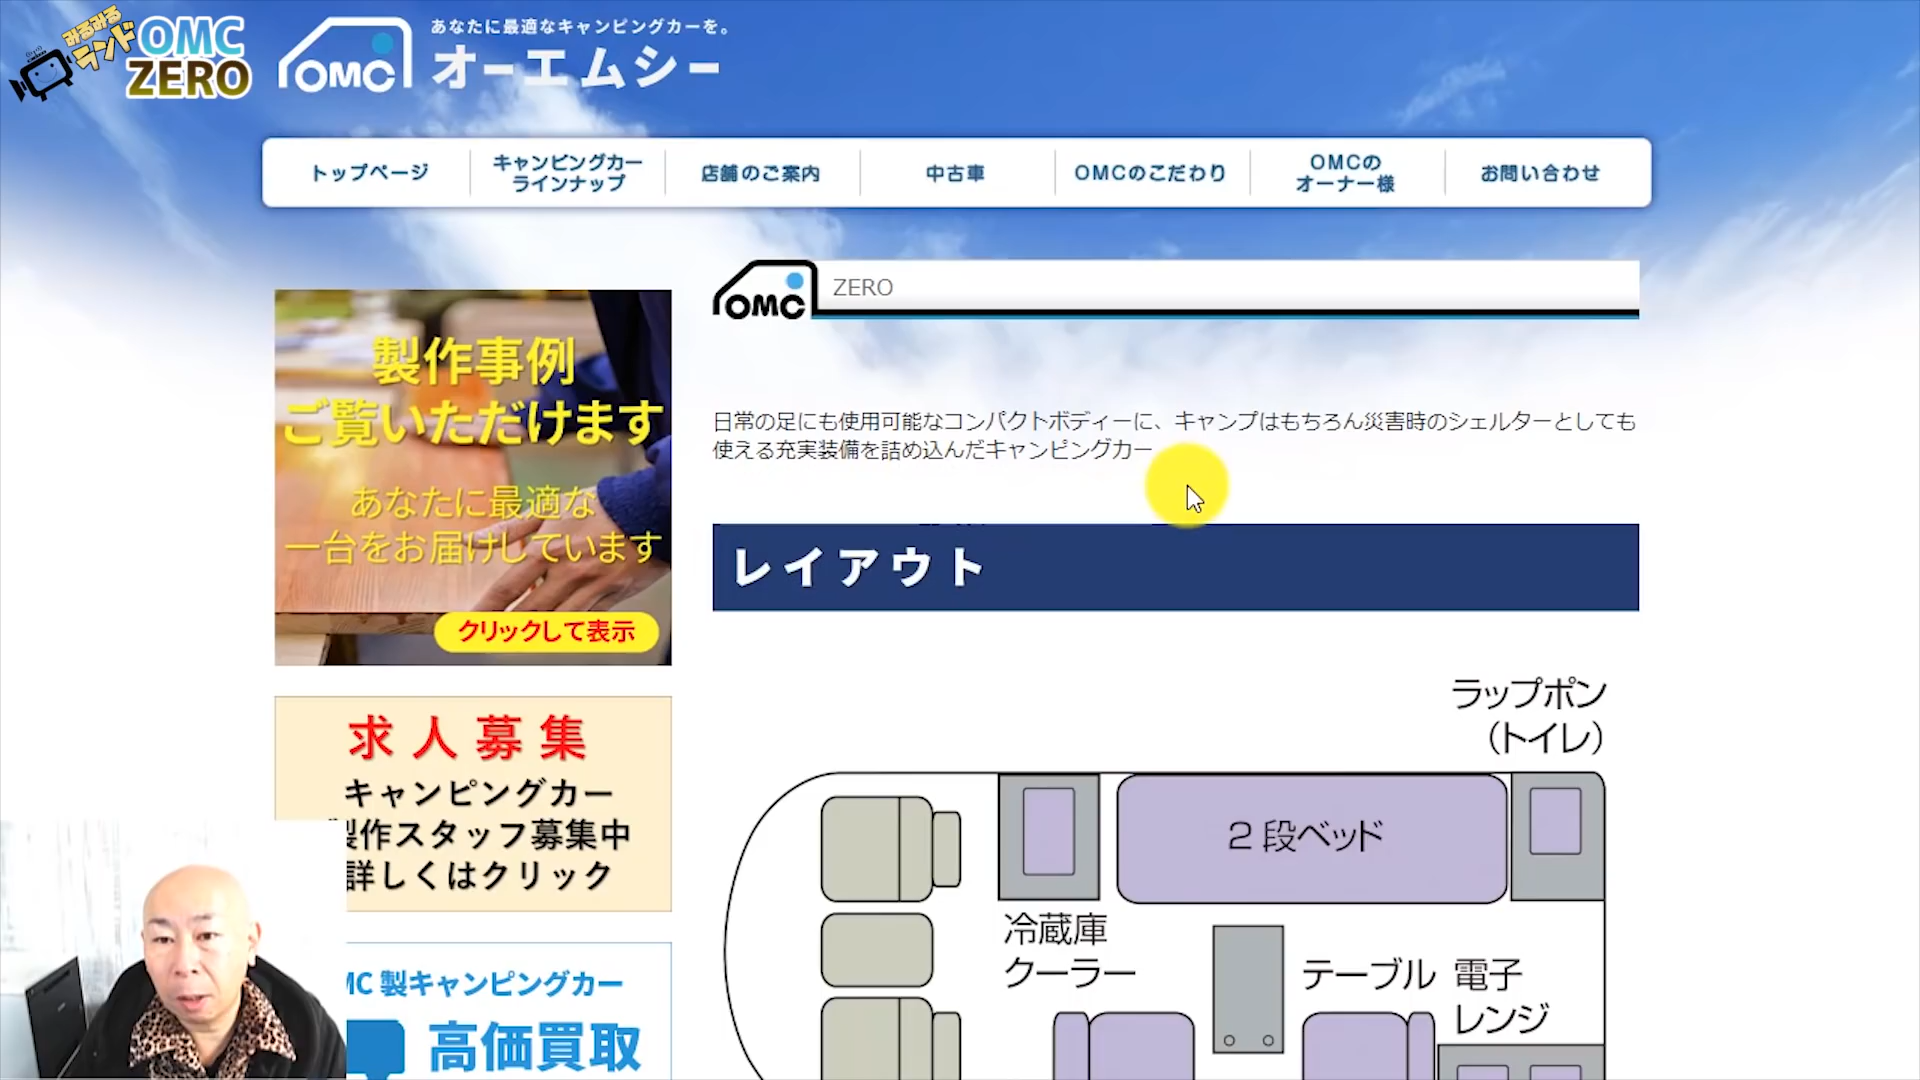 みるみる
ランド
OMC
ZERO
OMC
あなたに最適なキャンピングカーを。
オーエムシー
トップページ
キャンピングカー
ラインナップ
店舗のご案内
中古車
OMCのこだわり
OMCの
オーナー様
お問い合わせ
製作事例
ご覧いただけます
あなたに最適な
一台をお届けしています
クリックして表示
求人募集
キャンピングカー
製作スタッフ募集中
詳しくはクリック
MC製キャンピングカー
高価買取
OMC
ZERO
日常の足にも使用可能なコンパクトボディーに、キャンプはもちろん災害時のシェルターとしても
使える充実装備を詰め込んだキャンピングカー
レイアウト
ラップポン
(トイレ)
2段ベッド
冷蔵庫
クーラー
テーブル
電子
レンジ